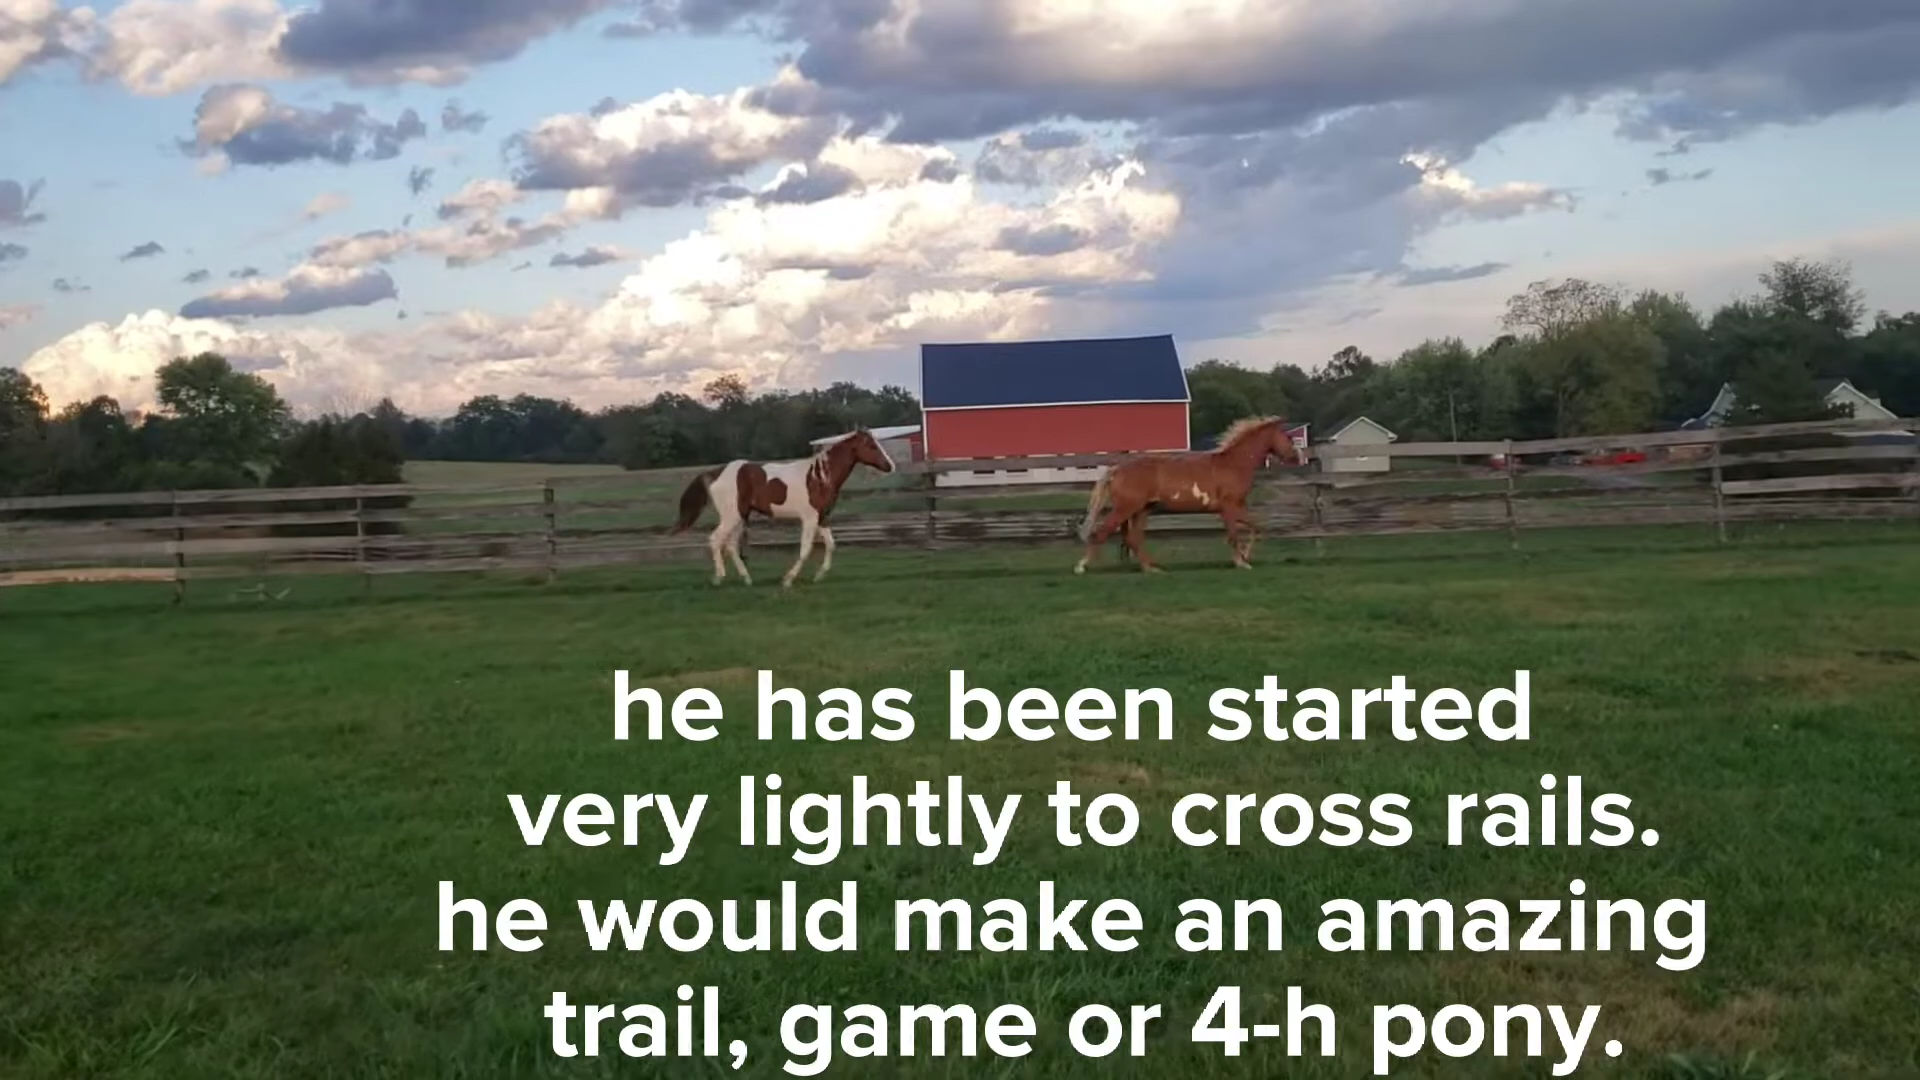 he has been started
very lightly to cross rails.
he would make an amazing
trail, game or 4-h pony.